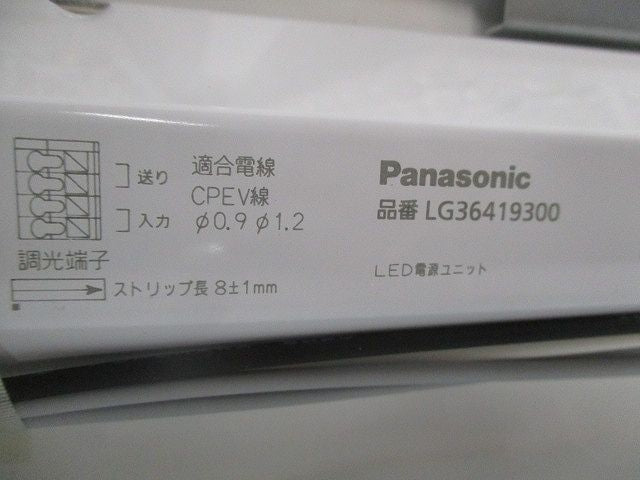 送り
適合電線
CPEV線
入力
φ0.9 φ1.2
調光端子
ストリップ長 8±1mm
Panasonic
品番 LG36419300
LED電源ユニット